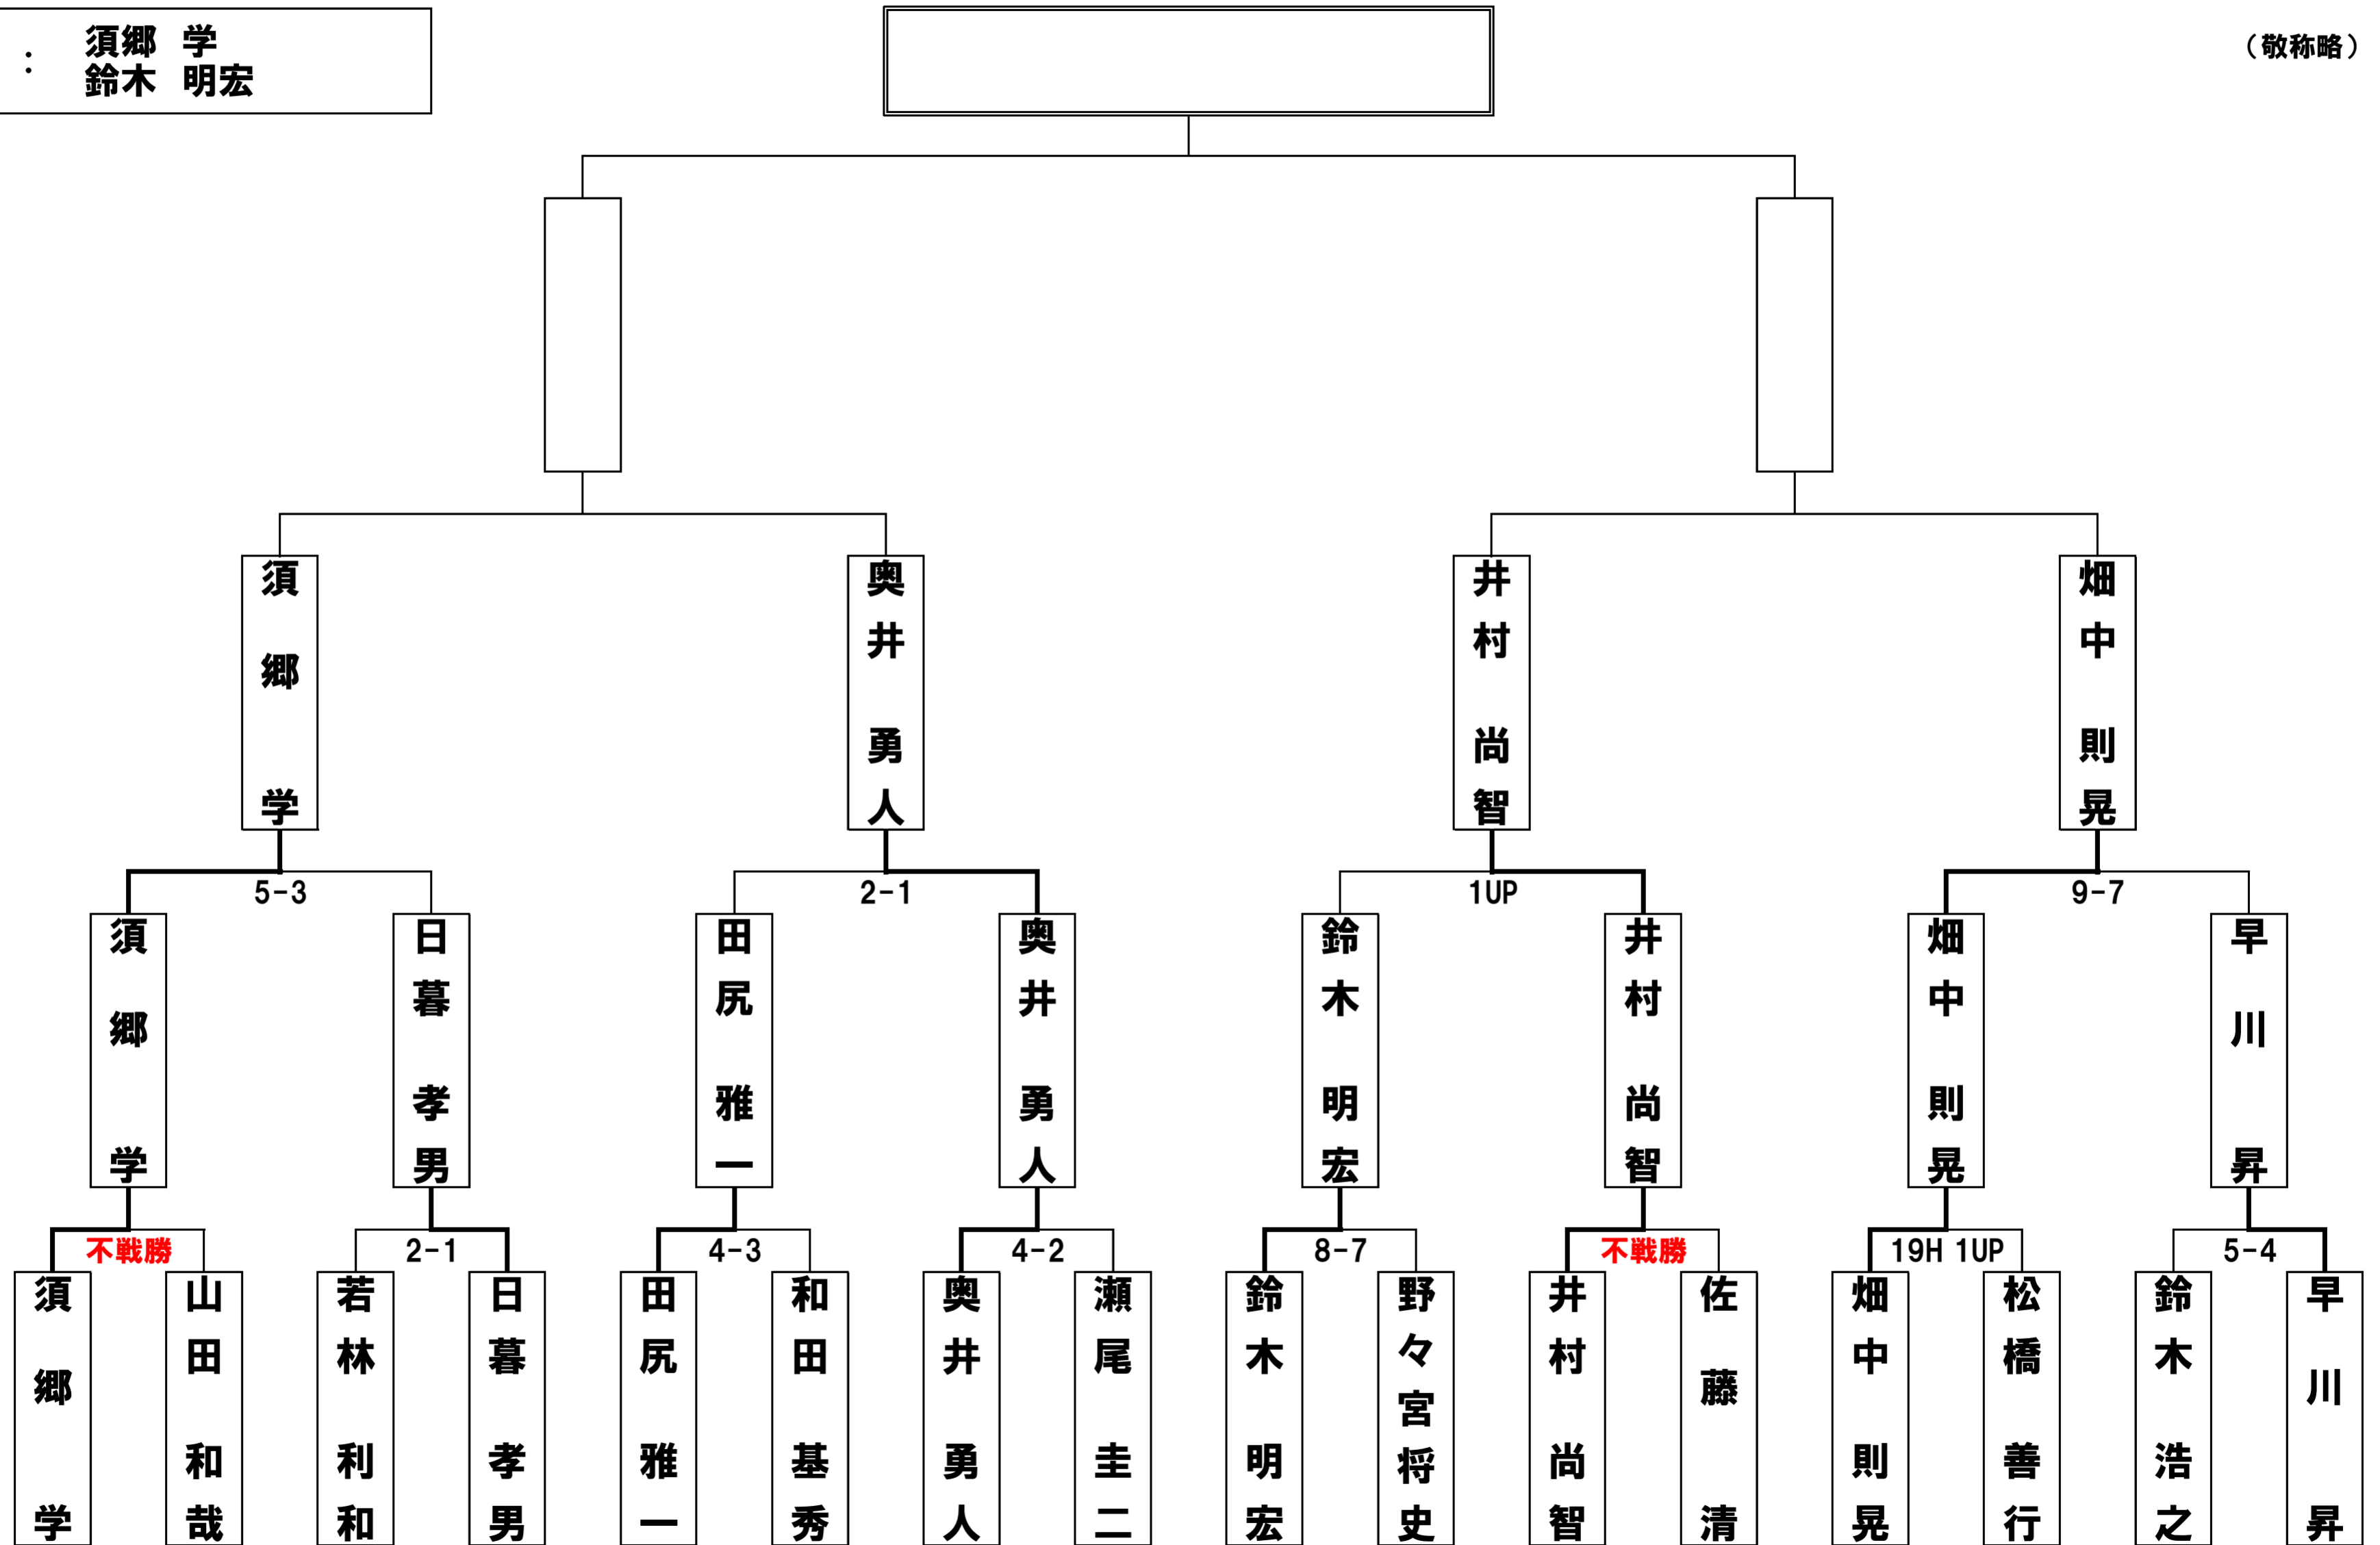 ： 須郷 学
： 鈴木 明宏
（敬称略）
須郷 学
奥井 勇人
井村 尚智
畑中 則晃
5-3
2-1
1UP
9-7
須郷 学
日暮 孝男
田尻 雅一
奥井 勇人
鈴木 明宏
井村 尚智
畑中 則晃
早川 昇
不戦勝
2-1
4-3
4-2
8-7
不戦勝
19H 1UP
5-4
須郷 学
山田 和哉
若林 利和
日暮 孝男
田尻 雅一
和田 基秀
奥井 勇人
瀬尾 圭二
鈴木 明宏
野々宮 将史
井村 尚智
佐藤 清
畑中 則晃
松橋 善行
鈴木 浩之
早川 昇